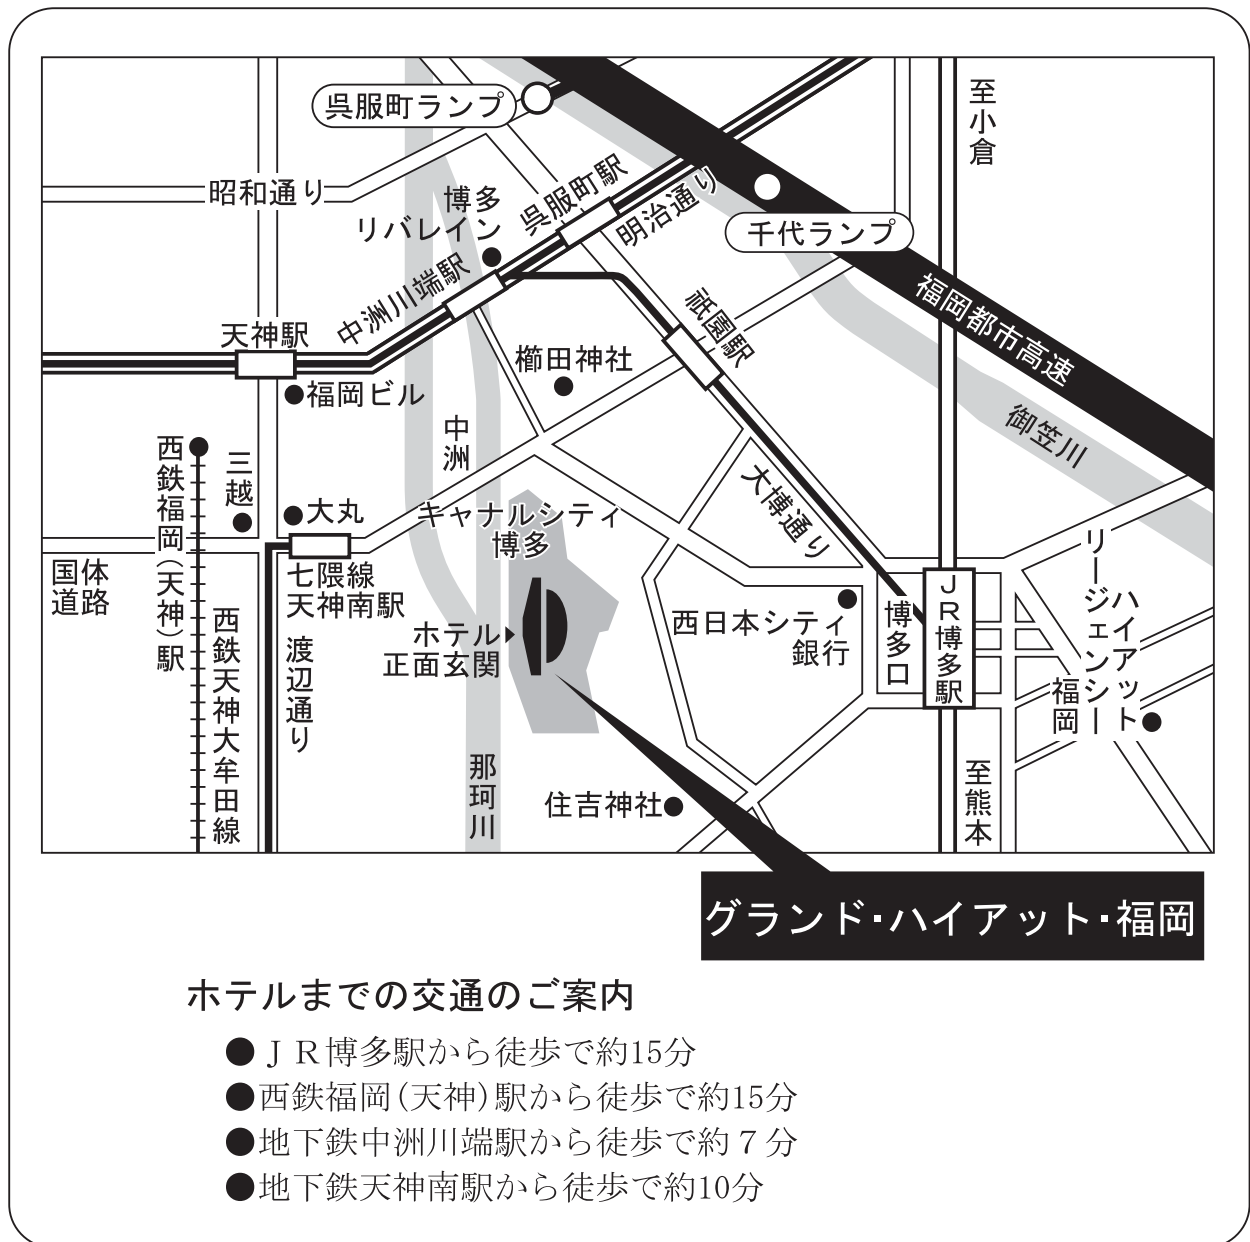 呉服町ランプ
至小倉
昭和通り
博多
リバレイン
呉服町駅
明治通り
千代ランプ
中洲川端駅
福岡都市高速
天神駅
祇園駅
櫛田神社
福岡ビル
御笠川
中洲
西鉄福岡(天神)駅
三越
大丸
キャナルシティ
博多
大博通り
国体
道路
七隈線
天神南駅
西鉄天神大牟田線
渡辺通り
ホテル
正面玄関
西日本シティ
銀行
博多口
JR博多駅
ハイアット
リージェンシー
福岡
那珂川
住吉神社
至熊本
グランド・ハイアット・福岡
ホテルまでの交通のご案内
●JR博多駅から徒歩で約15分
●西鉄福岡(天神)駅から徒歩で約15分
●地下鉄中洲川端駅から徒歩で約7分
●地下鉄天神南駅から徒歩で約10分